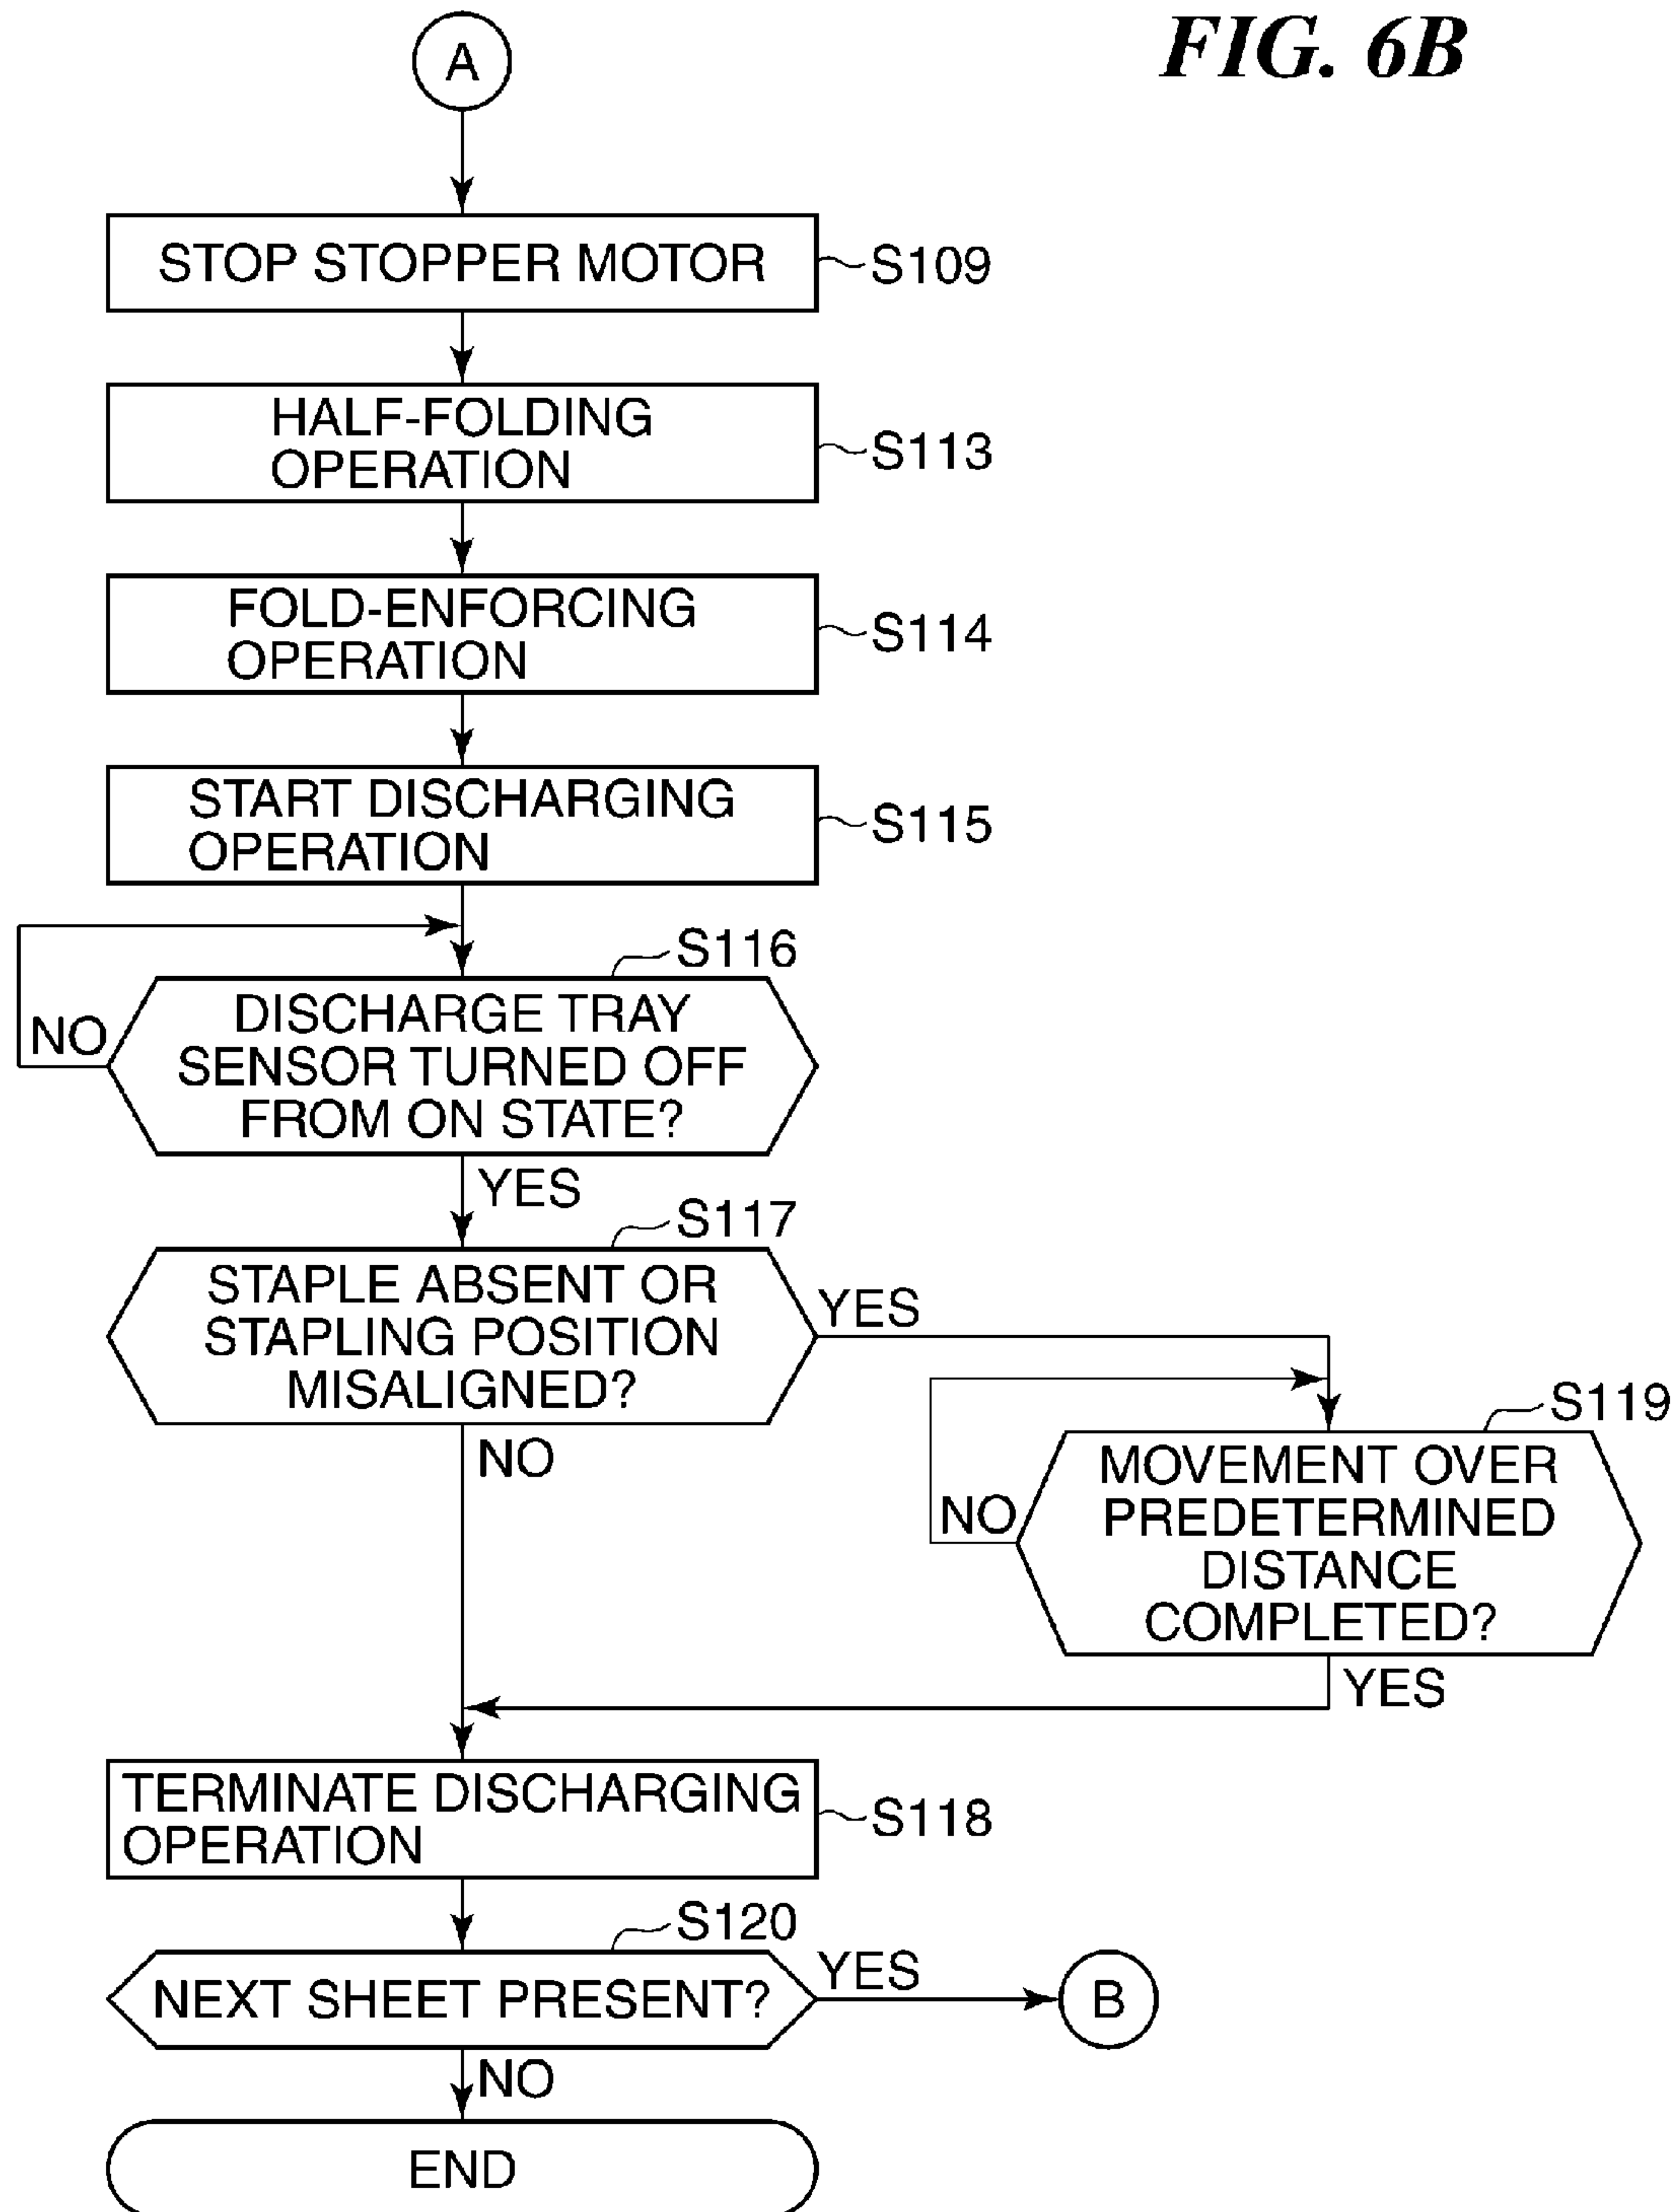 FIG. 6B
A
STOP STOPPER MOTOR
S109
HALF-FOLDING
OPERATION
S113
FOLD-ENFORCING
OPERATION
S114
START DISCHARGING
OPERATION
S115
S116
DISCHARGE TRAY
SENSOR TURNED OFF
FROM ON STATE?
NO
YES
S117
STAPLE ABSENT OR
STAPLING POSITION
MISALIGNED?
YES
NO
S119
MOVEMENT OVER
PREDETERMINED
DISTANCE
COMPLETED?
NO
YES
TERMINATE DISCHARGING
OPERATION
S118
S120
NEXT SHEET PRESENT?
YES
B
NO
END